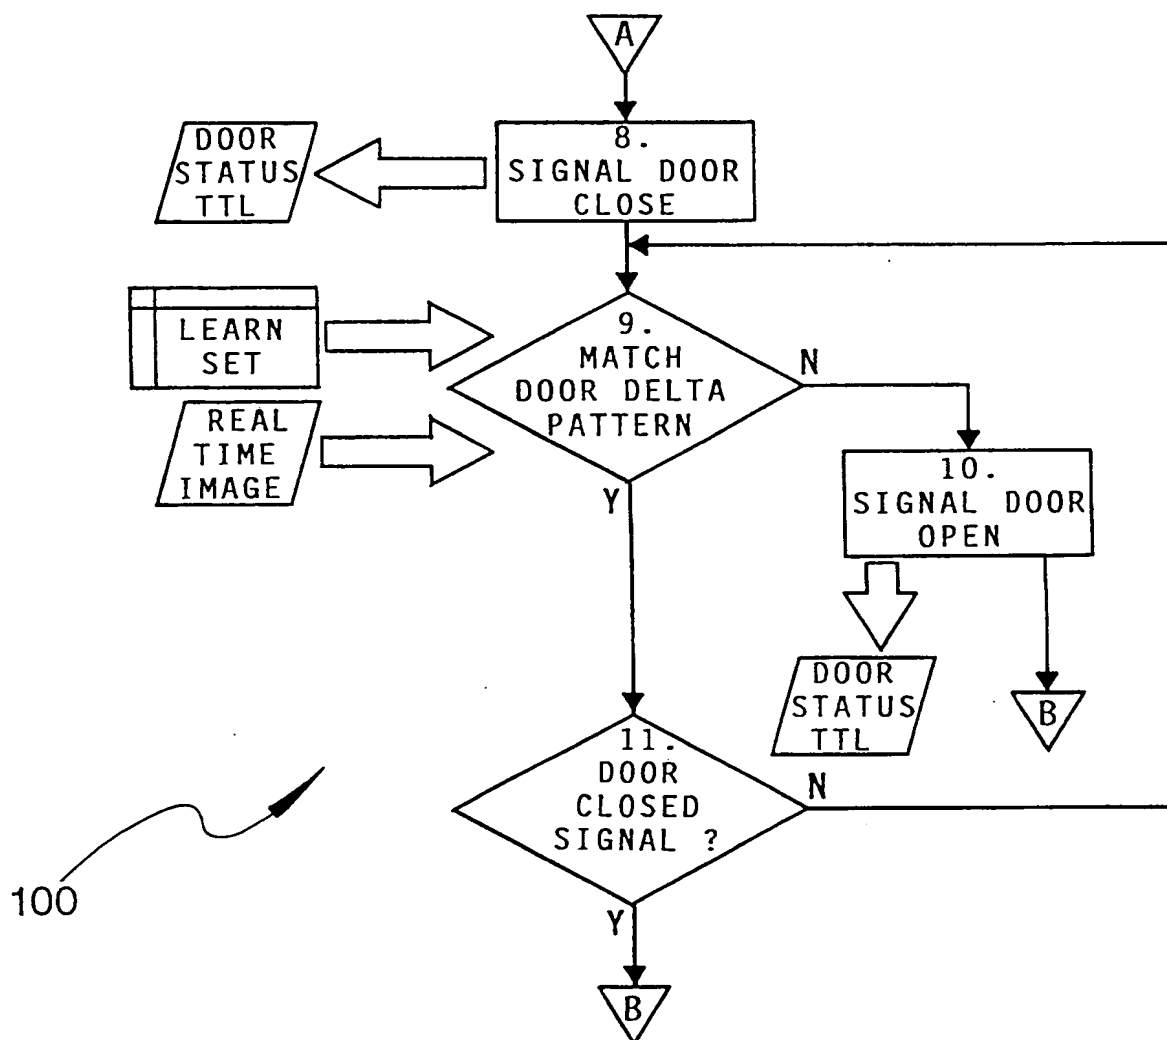 A
DOOR
STATUS
TTL
8.
SIGNAL DOOR
CLOSE
LEARN
SET
9.
MATCH
DOOR DELTA
PATTERN
N
REAL
TIME
IMAGE
Y
10.
SIGNAL DOOR
OPEN
DOOR
STATUS
TTL
B
11.
DOOR
CLOSED
SIGNAL ?
N
100
Y
B